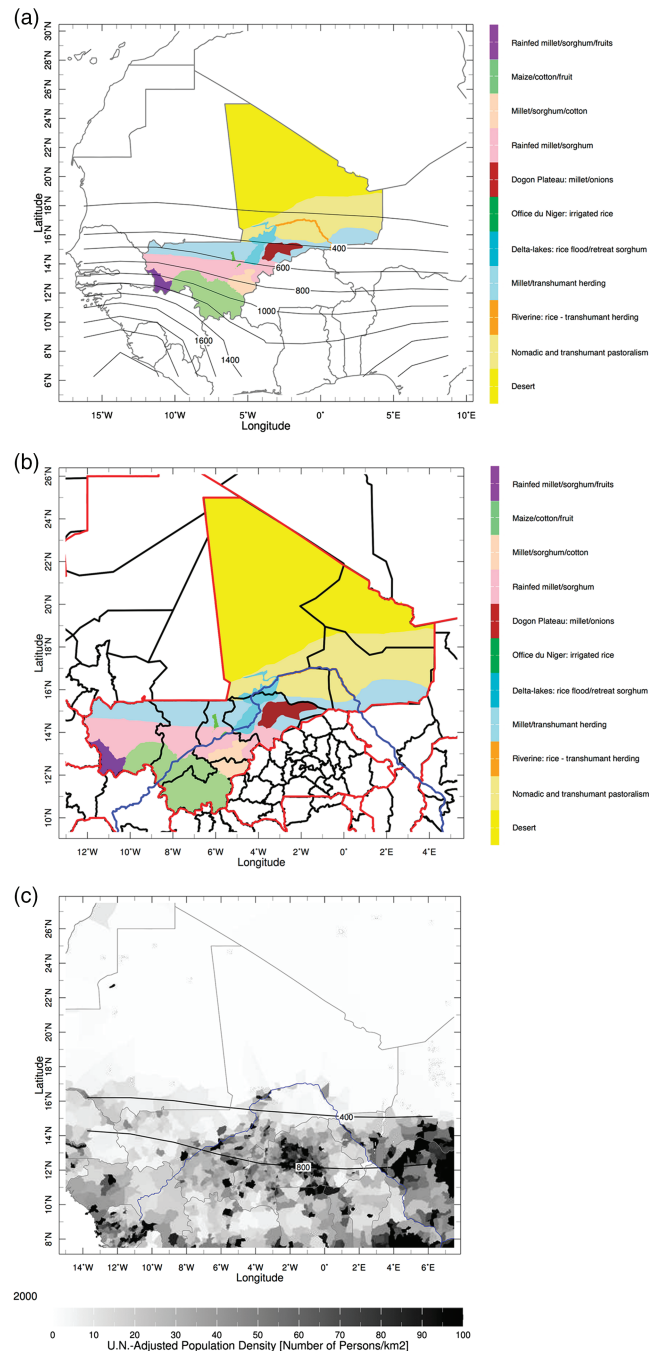 (a)
30°N
28°N
26°N
24°N
22°N
20°N
18°N
16°N
14°N
12°N
10°N
8°N
6°N
Latitude
400
600
800
1000
1600
1400
15°W
10°W
5°W
0°
5°E
10°E
Longitude
Rainfed millet/sorghum/fruits
Maize/cotton/fruit
Millet/sorghum/cotton
Rainfed millet/sorghum
Dogon Plateau: millet/onions
Office du Niger: irrigated rice
Delta-lakes: rice flood/retreat sorghum
Millet/transhumant herding
Riverine: rice - transhumant herding
Nomadic and transhumant pastoralism
Desert
(b)
26°N
24°N
22°N
20°N
18°N
16°N
14°N
12°N
10°N
Latitude
12°W
10°W
8°W
6°W
4°W
2°W
0°
2°E
4°E
Longitude
Rainfed millet/sorghum/fruits
Maize/cotton/fruit
Millet/sorghum/cotton
Rainfed millet/sorghum
Dogon Plateau: millet/onions
Office du Niger: irrigated rice
Delta-lakes: rice flood/retreat sorghum
Millet/transhumant herding
Riverine: rice - transhumant herding
Nomadic and transhumant pastoralism
Desert
(c)
26°N
24°N
22°N
20°N
18°N
16°N
14°N
12°N
10°N
8°N
Latitude
400
800
14°W
12°W
10°W
8°W
6°W
4°W
2°W
0°
2°E
4°E
6°E
Longitude
2000
0
10
20
30
40
50
60
70
80
90
100
U.N.-Adjusted Population Density [Number of Persons/km2]